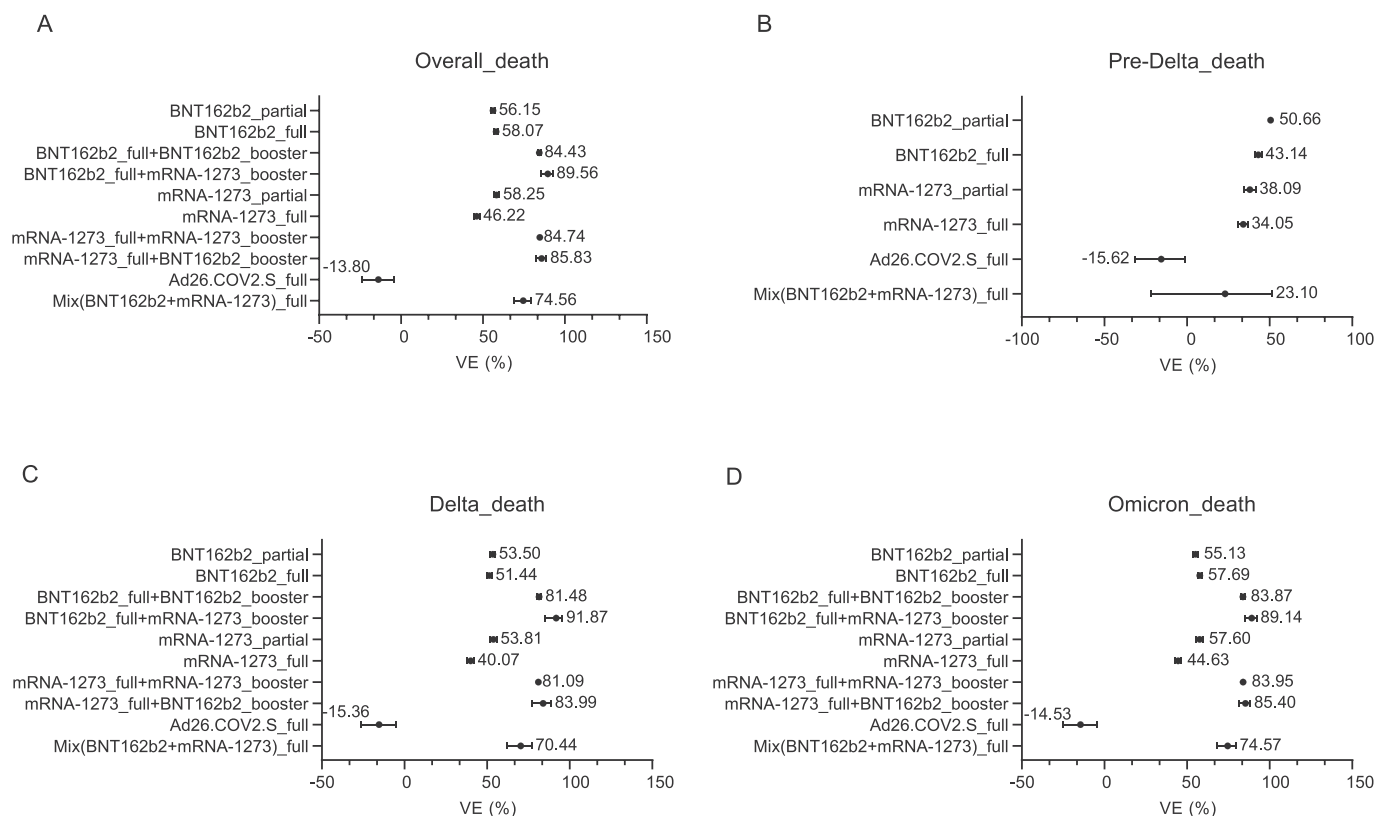 A
Overall_death
BNT162b2_partial 56.15
BNT162b2_full 58.07
BNT162b2_full+BNT162b2_booster 84.43
BNT162b2_full+mRNA-1273_booster 89.56
mRNA-1273_partial 58.25
mRNA-1273_full 46.22
mRNA-1273_full+mRNA-1273_booster 84.74
mRNA-1273_full+BNT162b2_booster 85.83
Ad26.COV2.S_full -13.80
Mix(BNT162b2+mRNA-1273)_full 74.56
-50 0 50 100 150
VE (%)
B
Pre-Delta_death
BNT162b2_partial 50.66
BNT162b2_full 43.14
mRNA-1273_partial 38.09
mRNA-1273_full 34.05
Ad26.COV2.S_full -15.62
Mix(BNT162b2+mRNA-1273)_full 23.10
-100 -50 0 50 100
VE (%)
C
Delta_death
BNT162b2_partial 53.50
BNT162b2_full 51.44
BNT162b2_full+BNT162b2_booster 81.48
BNT162b2_full+mRNA-1273_booster 91.87
mRNA-1273_partial 53.81
mRNA-1273_full 40.07
mRNA-1273_full+mRNA-1273_booster 81.09
mRNA-1273_full+BNT162b2_booster 83.99
Ad26.COV2.S_full -15.36
Mix(BNT162b2+mRNA-1273)_full 70.44
-50 0 50 100 150
VE (%)
D
Omicron_death
BNT162b2_partial 55.13
BNT162b2_full 57.69
BNT162b2_full+BNT162b2_booster 83.87
BNT162b2_full+mRNA-1273_booster 89.14
mRNA-1273_partial 57.60
mRNA-1273_full 44.63
mRNA-1273_full+mRNA-1273_booster 83.95
mRNA-1273_full+BNT162b2_booster 85.40
Ad26.COV2.S_full -14.53
Mix(BNT162b2+mRNA-1273)_full 74.57
-50 0 50 100 150
VE (%)